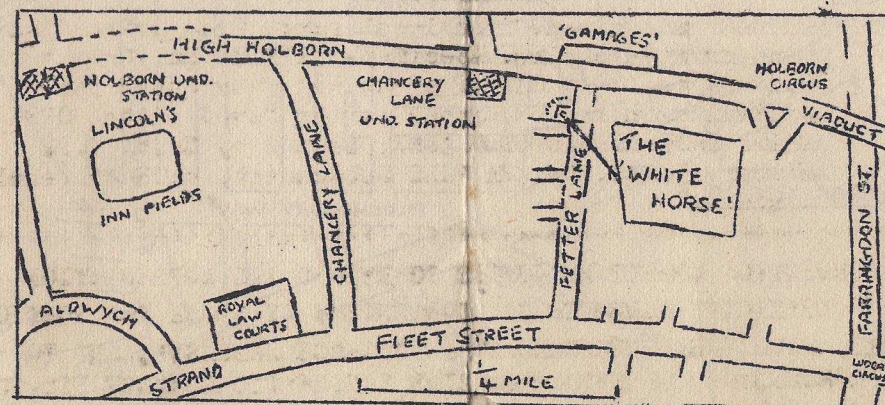 HIGH HOLBORN
'GAMAGES'
HOLBORN UND.
STATION
CHANCERY
LANE
UND. STATION
HOLBORN
CIRCUS
VIADUCT
LINCOLN'S
INN FIELDS
CHANCERY LANE
FETTER LANE
'THE
WHITE
HORSE'
FARRINGDON ST.
ALDWYCH
ROYAL
LAW
COURTS
FLEET STREET
STRAND
1/4 MILE
CIRCUS